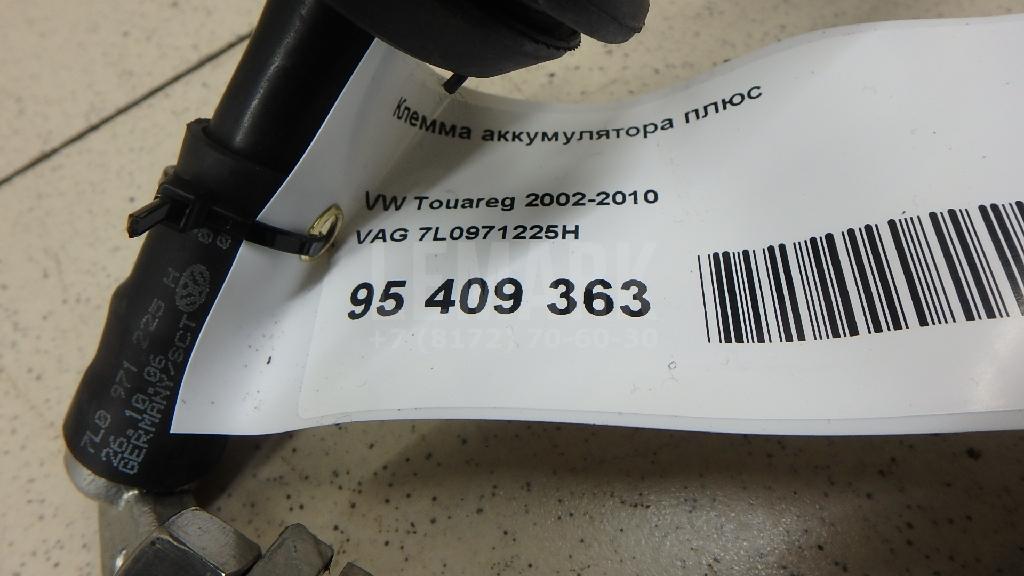 Клемма аккумулятора плюс
VW Touareg 2002-2010
VAG 7L0971225H
95 409 363
LEMARK
+7 (8172) 70-60-30
7L0 971 225 H
26.10.06
GERMANY/SCT